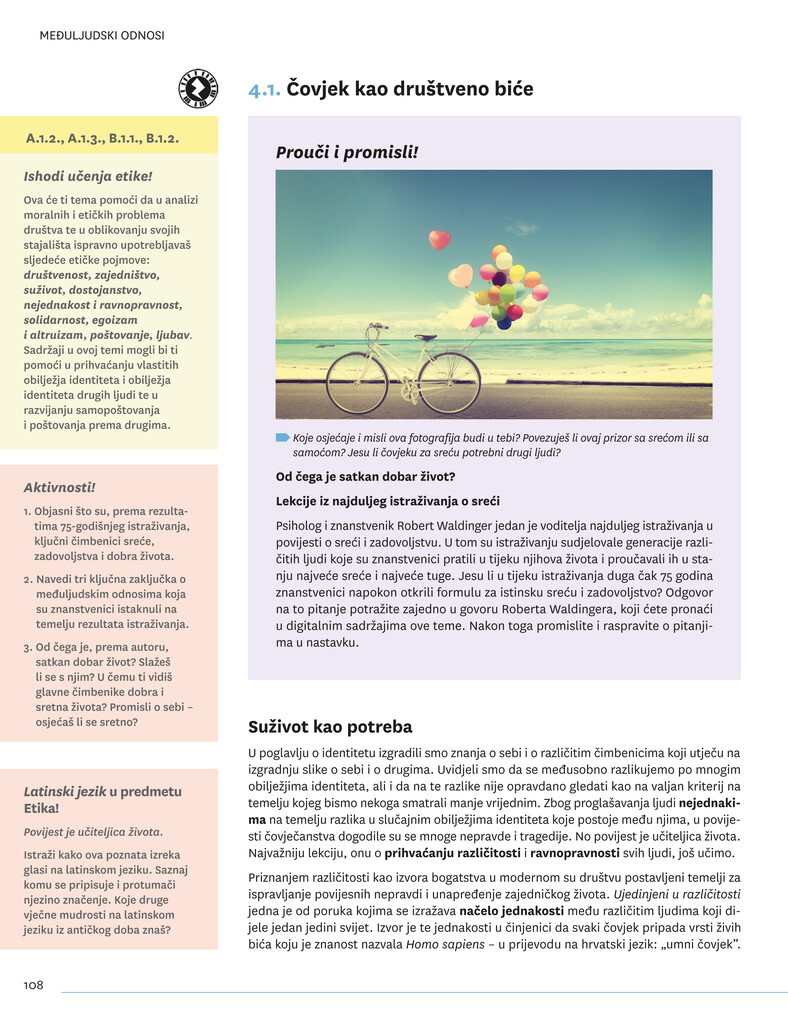 MEĐULJUDSKI ODNOSI
4.1. Čovjek kao društveno biće
A.1.2., A.1.3., B.1.1., B.1.2.
Ishodi učenja etike!
Ova će ti tema pomoći da u analizi
moralnih i etičkih problema
društva te u oblikovanju svojih
stajališta ispravno upotrebljavaš
sljedeće etičke pojmove:
društvenost, zajedništvo,
suživot, dostojanstvo,
nejednakost i ravnopravnost,
solidarnost, egoizam
i altruizam, poštovanje, ljubav.
Sadržaji u ovoj temi mogli bi ti
pomoći u prihvaćanju vlastitih
obilježja identiteta i obilježja
identiteta drugih ljudi te u
razvijanju samopoštovanja
i poštovanja prema drugima.
Aktivnosti!
1. Objasni što su, prema rezulta-
tima 75-godišnjeg istraživanja,
ključni čimbenici sreće,
zadovoljstva i dobra života.
2. Navedi tri ključna zaključka o
međuljudskim odnosima koja
su znanstvenici istaknuli na
temelju rezultata istraživanja.
3. Od čega je, prema autoru,
satkan dobar život? Slažeš
li se s njim? U čemu ti vidiš
glavne čimbenike dobra i
sretna života? Promisli o sebi –
osjećaš li se sretno?
Latinski jezik u predmetu
Etika!
Povijest je učiteljica života.
Istraži kako ova poznata izreka
glasi na latinskom jeziku. Saznaj
komu se pripisuje i protumači
njezino značenje. Koje druge
vječne mudrosti na latinskom
jeziku iz antičkog doba znaš?
Prouči i promisli!
Koje osjećaje i misli ova fotografija budi u tebi? Povezuješ li ovaj prizor sa srećom ili sa
samoćom? Jesu li čovjeku za sreću potrebni drugi ljudi?
Od čega je satkan dobar život?
Lekcije iz najduljeg istraživanja o sreći
Psiholog i znanstvenik Robert Waldinger jedan je voditelja najduljeg istraživanja u
povijesti o sreći i zadovoljstvu. U tom su istraživanju sudjelovale generacije razli-
čitih ljudi koje su znanstvenici pratili u tijeku njihova života i proučavali ih u sta-
nju najveće sreće i najveće tuge. Jesu li u tijeku istraživanja duga čak 75 godina
znanstvenici napokon otkrili formulu za istinsku sreću i zadovoljstvo? Odgovor
na to pitanje potražite zajedno u govoru Roberta Waldingera, koji ćete pronaći
u digitalnim sadržajima ove teme. Nakon toga promislite i raspravite o pitanji-
ma u nastavku.
Suživot kao potreba
U poglavlju o identitetu izgradili smo znanja o sebi i o različitim čimbenicima koji utječu na
izgradnju slike o sebi i o drugima. Uvidjeli smo da se međusobno razlikujemo po mnogim
obilježjima identiteta, ali i da na te razlike nije opravdano gledati kao na valjan kriterij na
temelju kojeg bismo nekoga smatrali manje vrijednim. Zbog proglašavanja ljudi nejednaki-
ma na temelju razlika u slučajnim obilježjima identiteta koje postoje među njima, u povije-
sti čovječanstva dogodile su se mnoge nepravde i tragedije. No povijest je učiteljica života.
Najvažniju lekciju, onu o prihvaćanju različitosti i ravnopravnosti svih ljudi, još učimo.
Priznanjem različitosti kao izvora bogatstva u modernom su društvu postavljeni temelji za
ispravljanje povijesnih nepravdi i unapređenje zajedničkog života. Ujedinjeni u različitosti
jedna je od poruka kojima se izražava načelo jednakosti među različitim ljudima koji di-
jele jedan jedini svijet. Izvor je te jednakosti u činjenici da svaki čovjek pripada vrsti živih
bića koju je znanost nazvala Homo sapiens – u prijevodu na hrvatski jezik: „umni čovjek”.
108